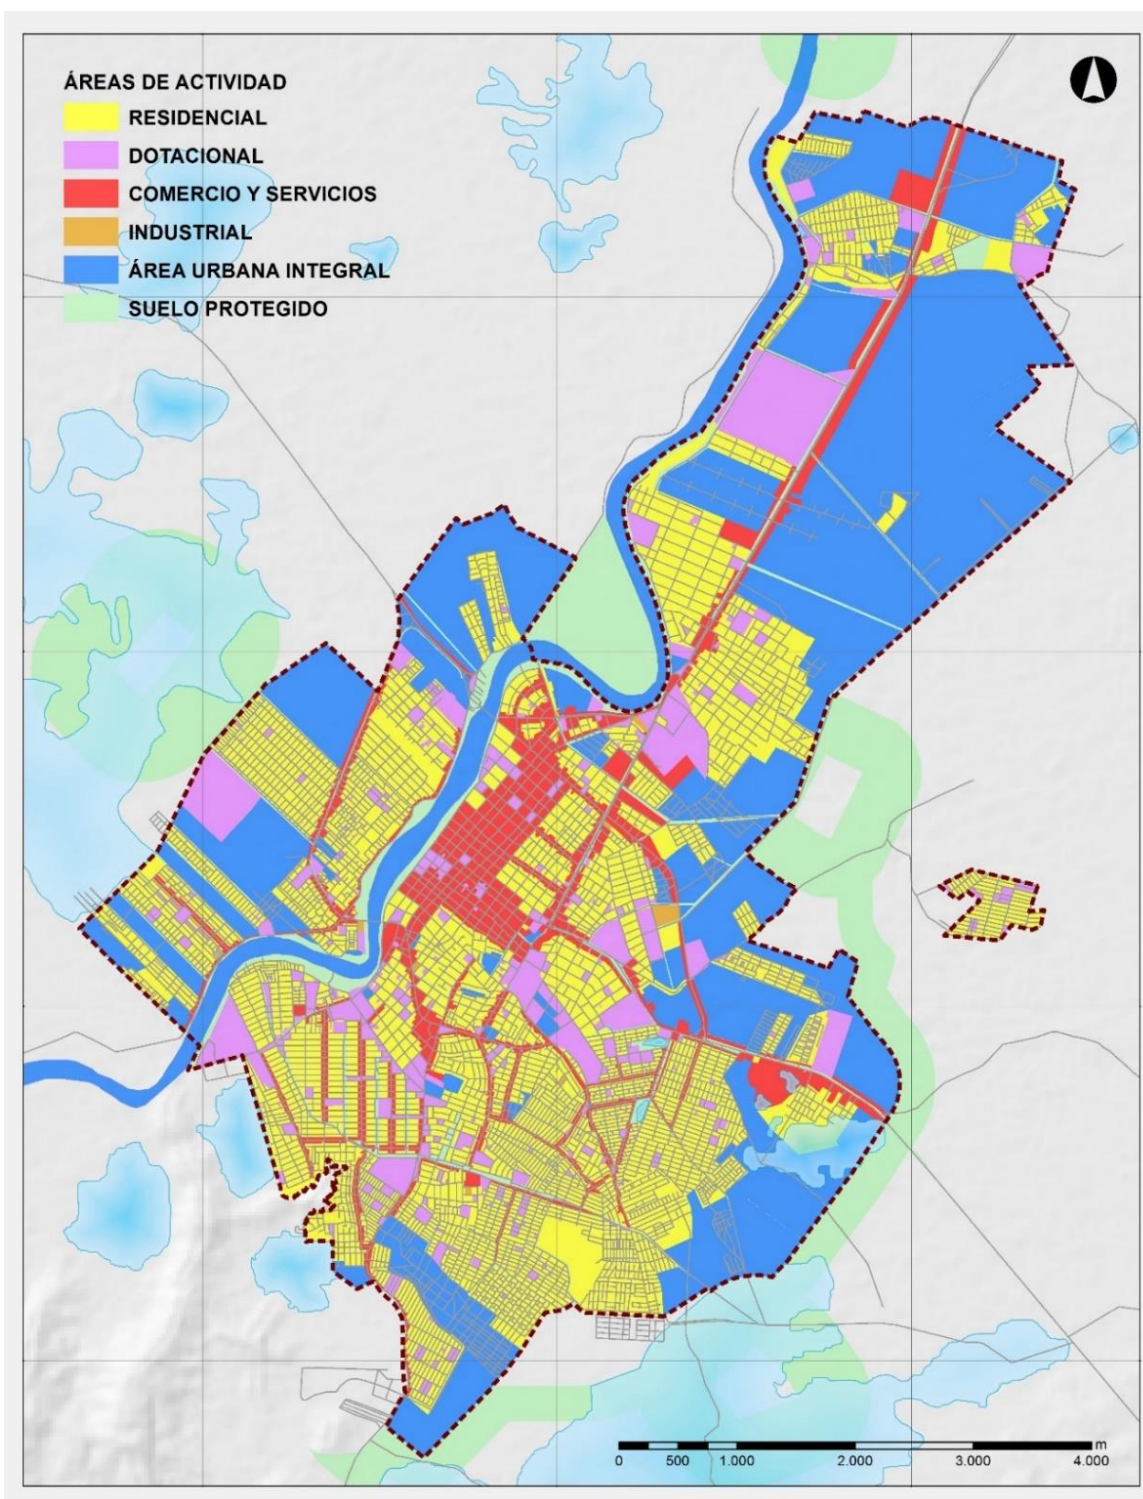 ÁREAS DE ACTIVIDAD
RESIDENCIAL
DOTACIONAL
COMERCIO Y SERVICIOS
INDUSTRIAL
ÁREA URBANA INTEGRAL
SUELO PROTEGIDO
m
0 500 1.000 2.000 3.000 4.000